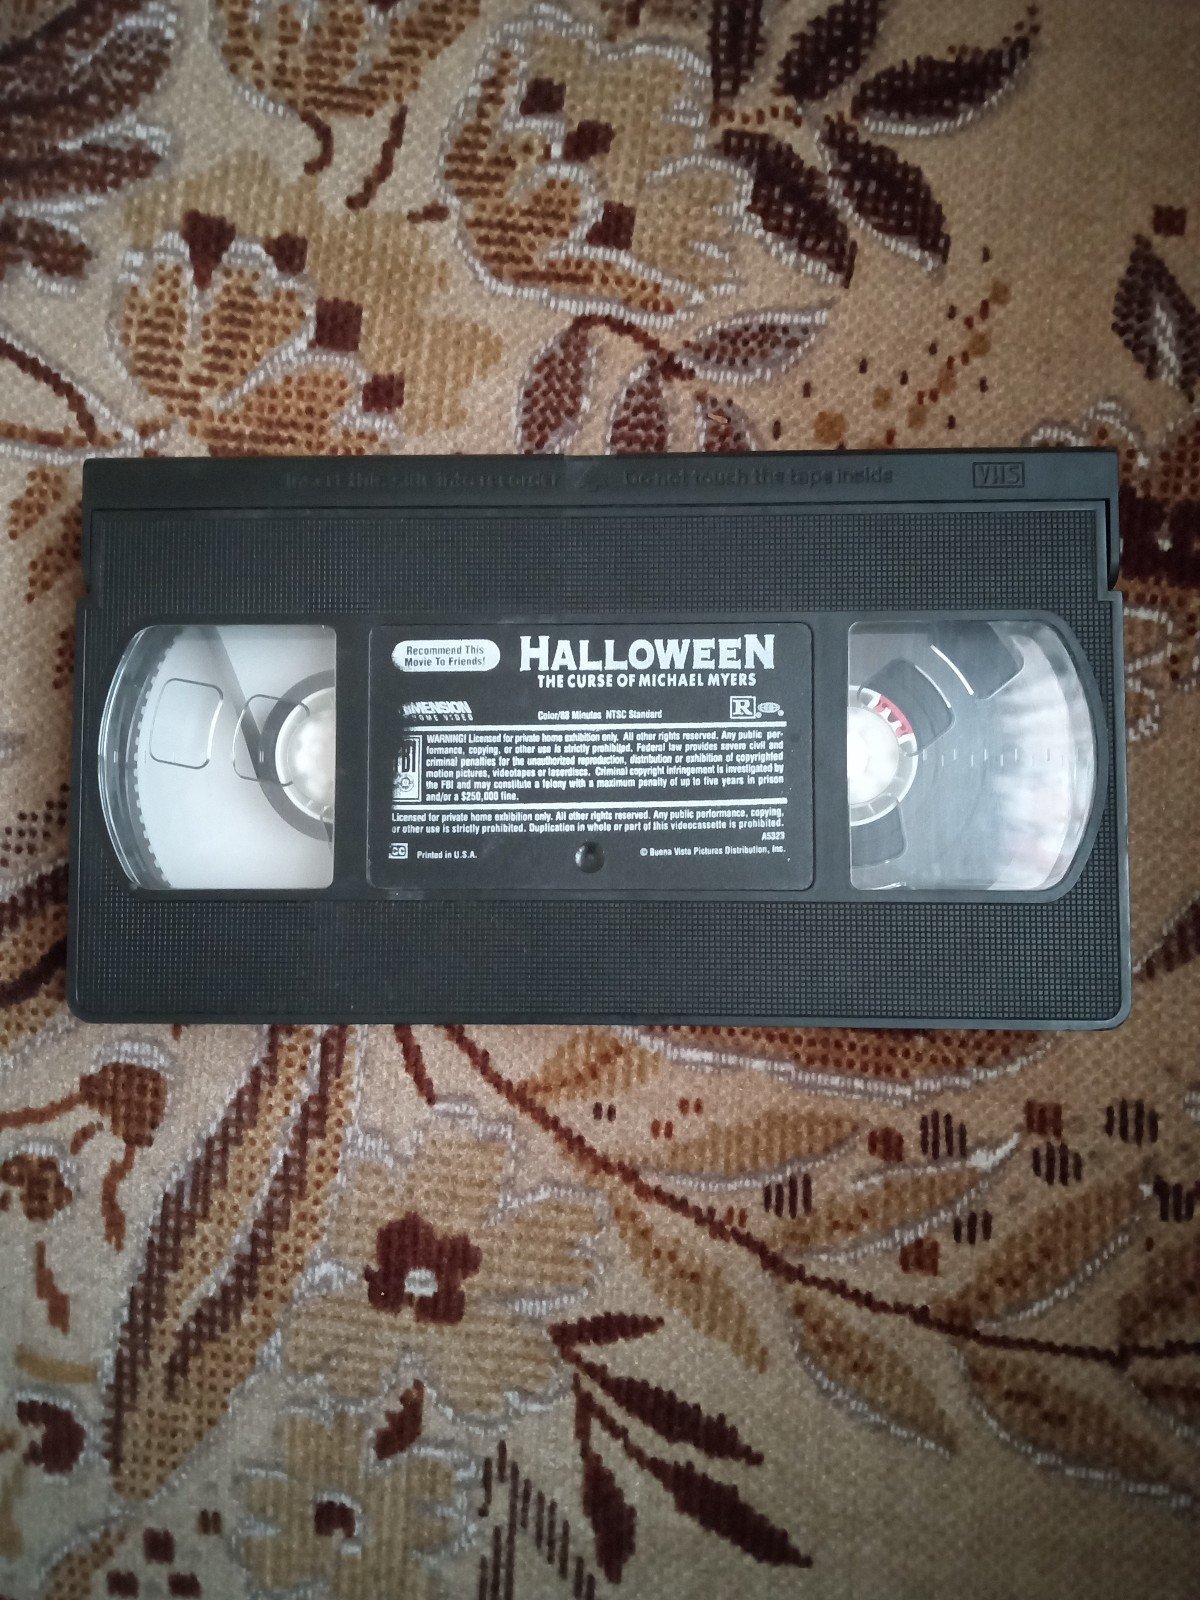 Insert this side into recorder Do not touch the tape inside VHS
Recommend This
Movie To Friends!
HALLOWEEN
THE CURSE OF MICHAEL MYERS
DIMENSION
HOME VIDEO
Color/88 Minutes NTSC Standard
R
FBI
WARNING! Licensed for private home exhibition only. All other rights reserved. Any public per-
formance, copying, or other use is strictly prohibited. Federal law provides severe civil and
criminal penalties for the unauthorized reproduction, distribution or exhibition of copyrighted
motion pictures, videotapes or laserdiscs. Criminal copyright infringement is investigated by
the FBI and may constitute a felony with a maximum penalty of up to five years in prison
and/or a $250,000 fine.
Licensed for private home exhibition only. All other rights reserved. Any public performance, copying,
or other use is strictly prohibited. Duplication in whole or part of this videocassette is prohibited.
A5323
CC Printed in U.S.A. © Buena Vista Pictures Distribution, Inc.